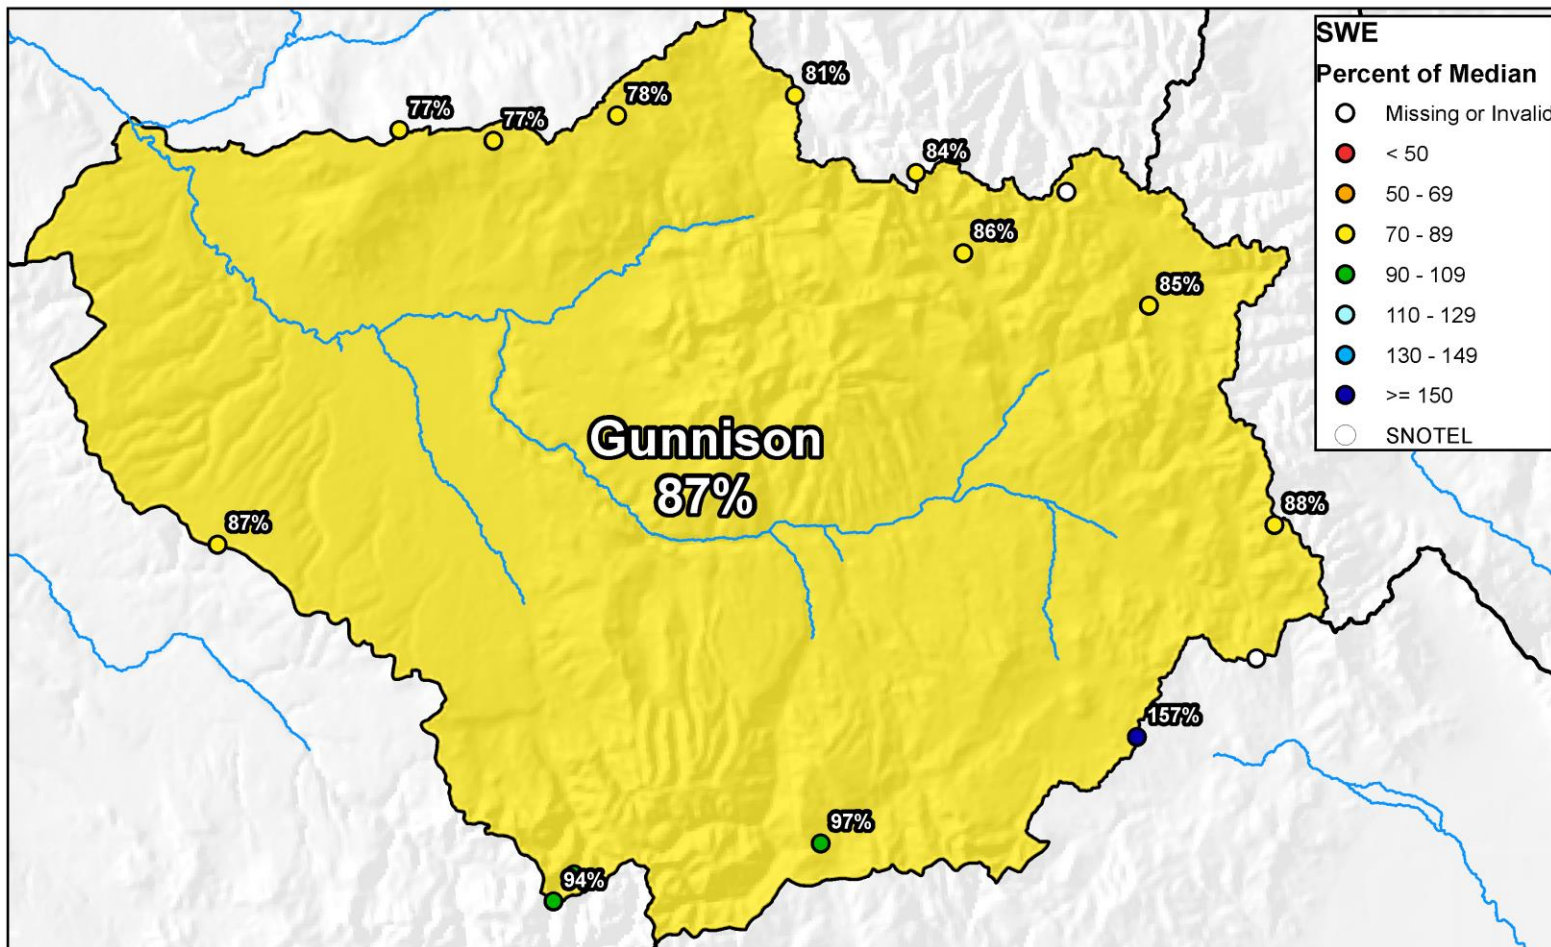 SWE
Percent of Median
Missing or Invalid
< 50
50 - 69
70 - 89
90 - 109
110 - 129
130 - 149
>= 150
SNOTEL
81%
78%
77%
77%
84%
86%
85%
Gunnison
87%
88%
87%
157%
97%
94%